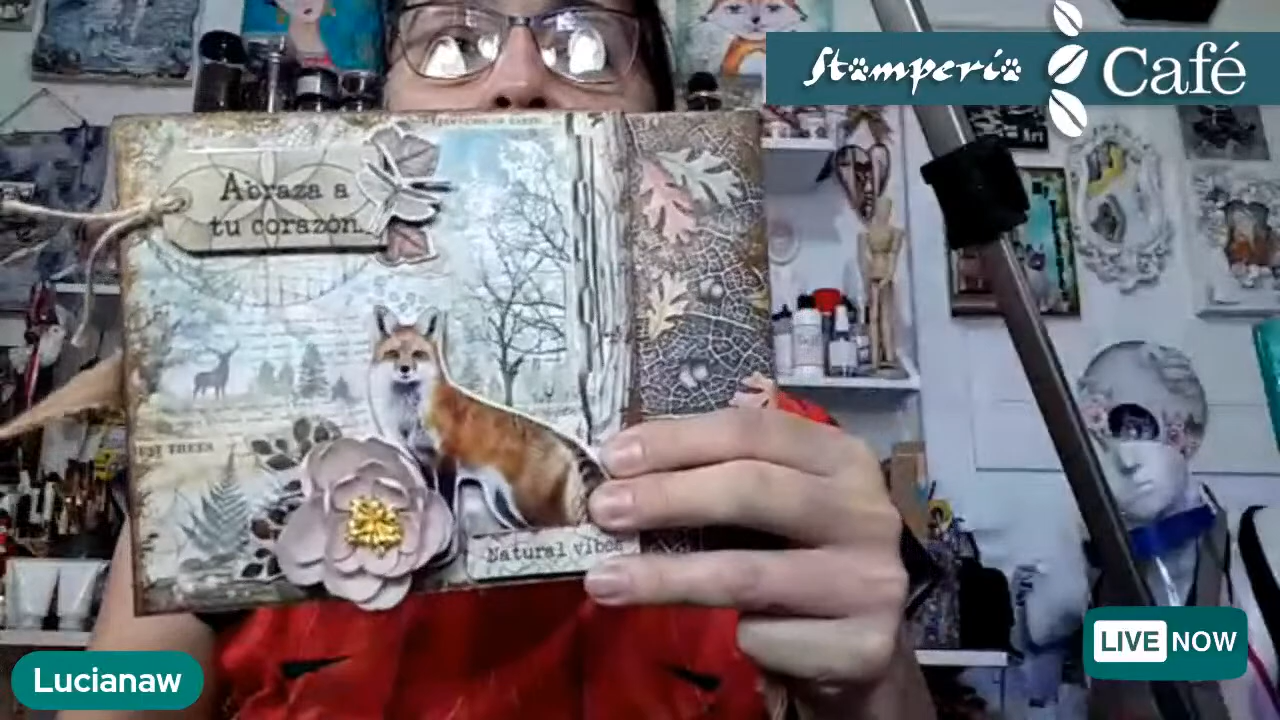 Stamperia
Café
Abraza a
tu corazón...
Natural vibes
LIVE NOW
Lucianaw